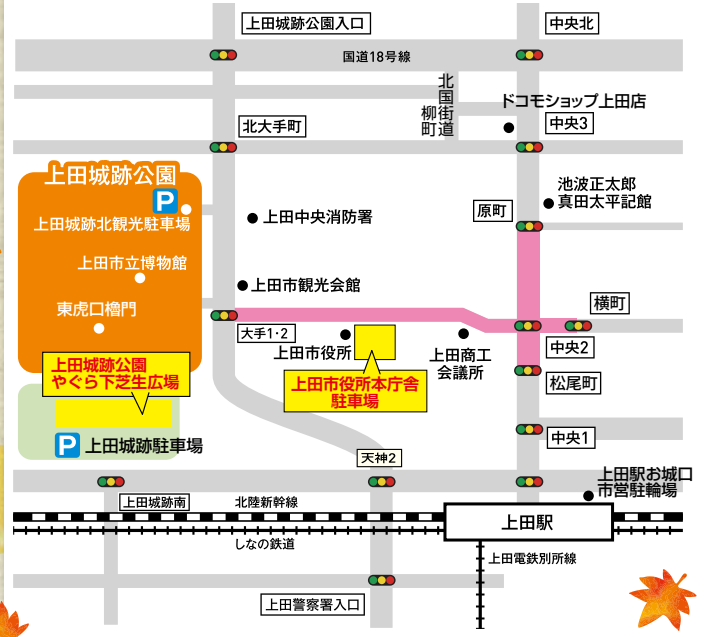 上田城跡公園入口
中央北
国道18号線
北国街道
柳町
ドコモショップ上田店
中央3
北大手町
上田城跡公園
P
上田城跡北観光駐車場
上田中央消防署
池波正太郎
真田太平記館
原町
上田市立博物館
上田市観光会館
東虎口櫓門
横町
大手1・2
上田市役所
上田商工
会議所
中央2
上田城跡公園
やぐら下芝生広場
上田市役所本庁舎
駐車場
松尾町
P
上田城跡駐車場
中央1
天神2
上田駅お城口
市営駐輪場
上田城跡南
北陸新幹線
上田駅
しなの鉄道
上田電鉄別所線
上田警察署入口